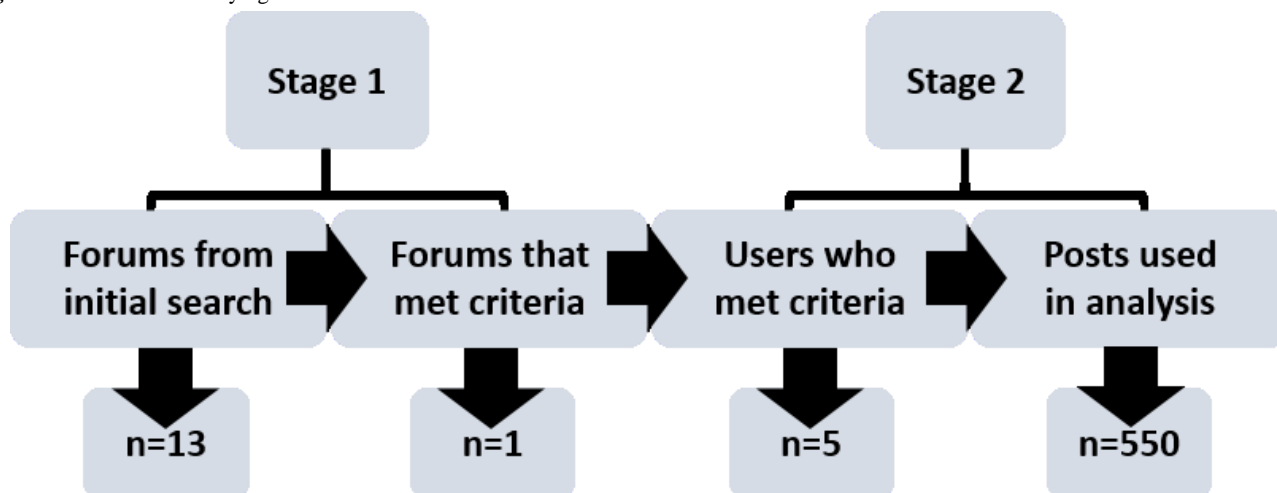 Stage 1
Stage 2
Forums from
initial search
Forums that
met criteria
Users who
met criteria
Posts used
in analysis
n=13
n=1
n=5
n=550